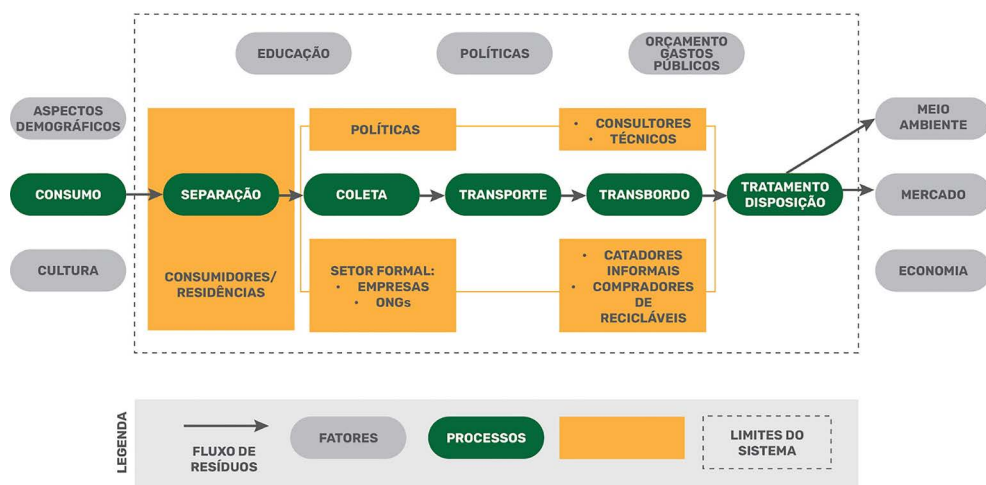 EDUCAÇÃO
POLÍTICAS
ORÇAMENTO
GASTOS
PÚBLICOS
ASPECTOS
DEMOGRÁFICOS
POLÍTICAS
• CONSULTORES
• TÉCNICOS
MEIO
AMBIENTE
CONSUMO
SEPARAÇÃO
COLETA
TRANSPORTE
TRANSBORDO
TRATAMENTO
DISPOSIÇÃO
MERCADO
CULTURA
CONSUMIDORES/
RESIDÊNCIAS
SETOR FORMAL:
• EMPRESAS
• ONGs
• CATADORES
INFORMAIS
• COMPRADORES
DE
RECICLÁVEIS
ECONOMIA
LEGENDA
FLUXO DE
RESÍDUOS
FATORES
PROCESSOS
LIMITES DO
SISTEMA